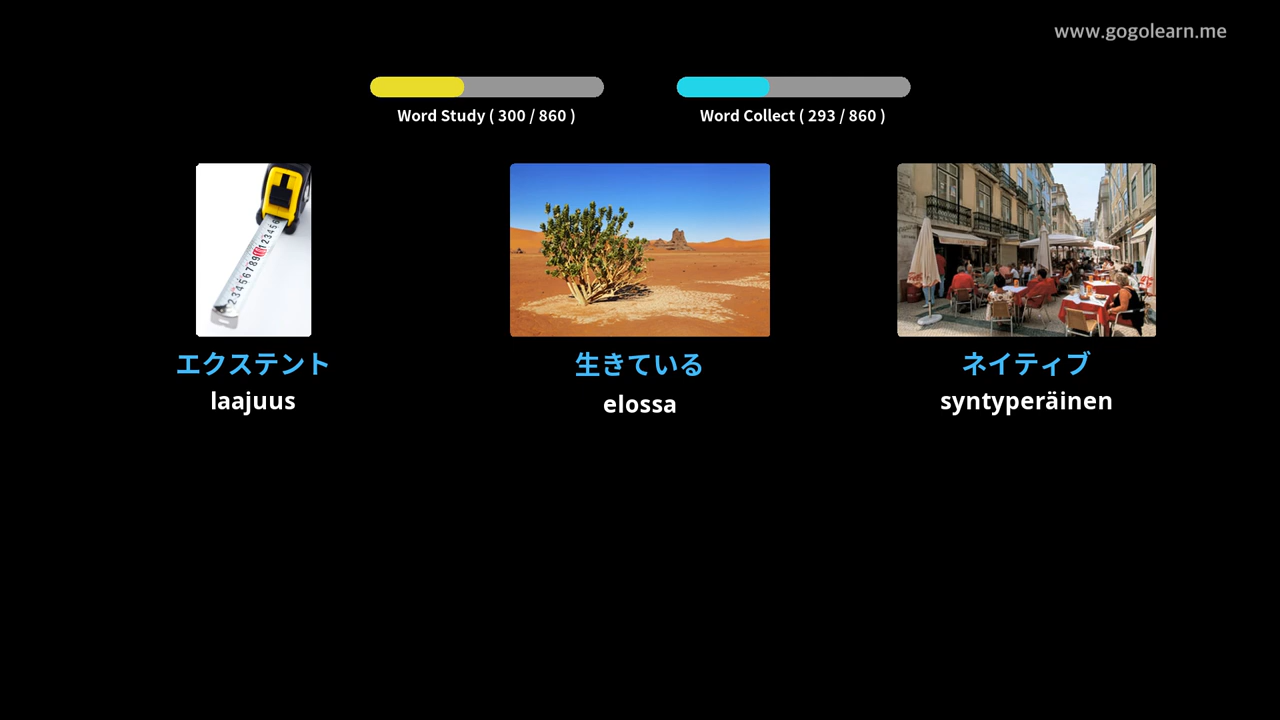 www.gogolearn.me
Word Study ( 300 / 860 )
Word Collect ( 293 / 860 )
エクステント
生きている
ネイティブ
laajuus
elossa
syntyperäinen